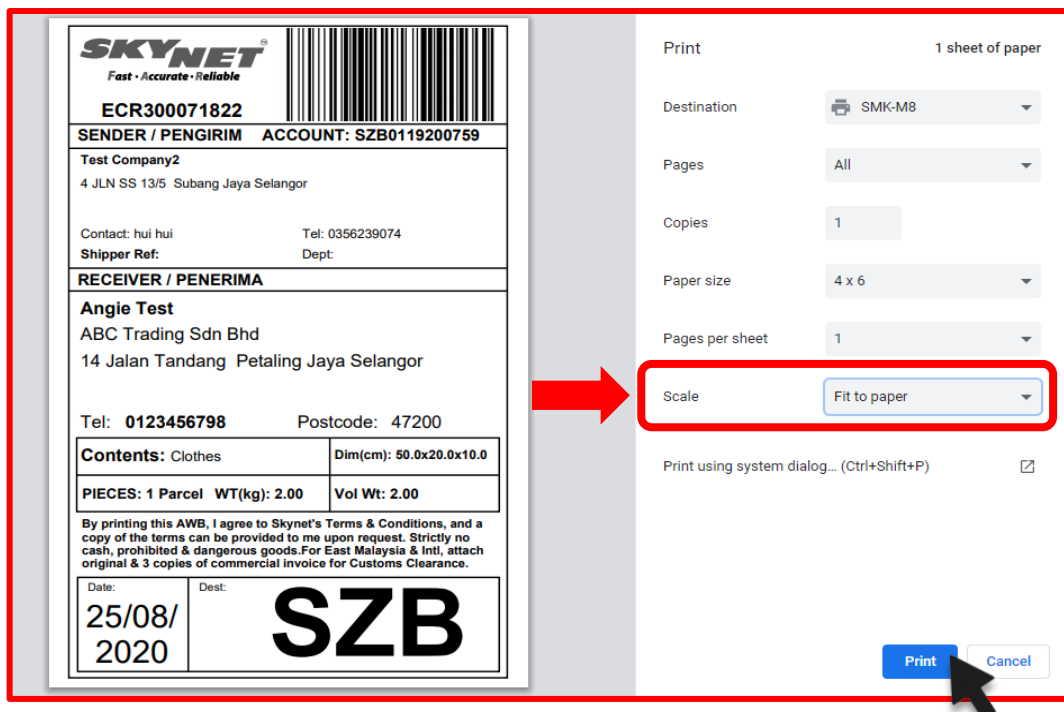 SKYNET®
Fast · Accurate · Reliable
ECR300071822
SENDER / PENGIRIM ACCOUNT: SZB0119200759
Test Company2
4 JLN SS 13/5 Subang Jaya Selangor
Contact: hui hui Tel: 0356239074
Shipper Ref: Dept:
RECEIVER / PENERIMA
Angie Test
ABC Trading Sdn Bhd
14 Jalan Tandang Petaling Jaya Selangor
Tel: 0123456798 Postcode: 47200
Contents: Clothes Dim(cm): 50.0x20.0x10.0
PIECES: 1 Parcel WT(kg): 2.00 Vol Wt: 2.00
By printing this AWB, I agree to Skynet's Terms & Conditions, and a
copy of the terms can be provided to me upon request. Strictly no
cash, prohibited & dangerous goods.For East Malaysia & Intl, attach
original & 3 copies of commercial invoice for Customs Clearance.
Date: Dest:
25/08/
2020
SZB
Print 1 sheet of paper
Destination SMK-M8
Pages All
Copies 1
Paper size 4 x 6
Pages per sheet 1
Scale Fit to paper
Print using system dialog... (Ctrl+Shift+P)
Print Cancel